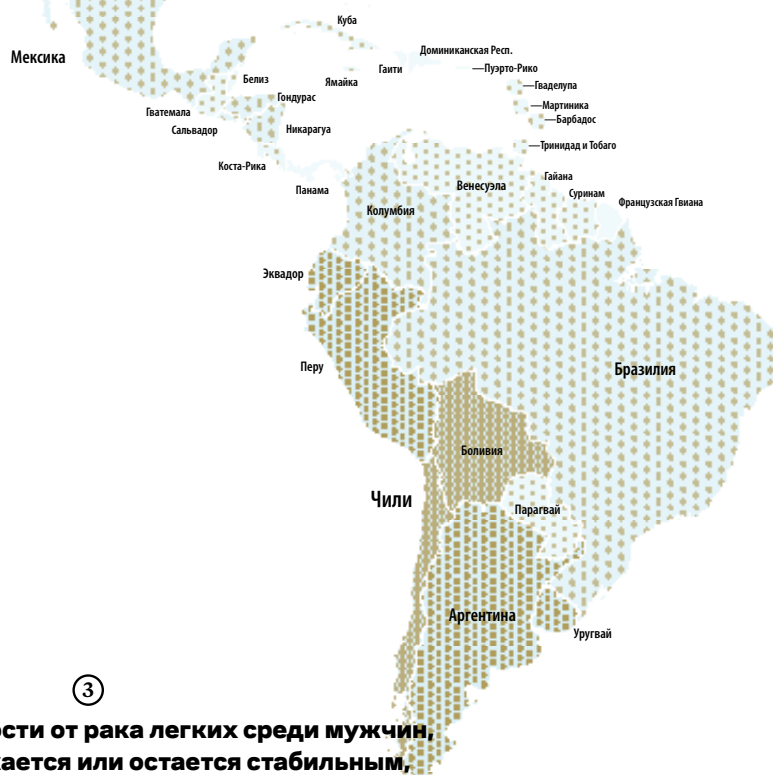 Куба
Мексика
Доминиканская Респ.
Гаити
Пуэрто-Рико
Белиз
Ямайка
Гваделупа
Гондурас
Мартиника
Гватемала
Барбадос
Сальвадор
Никарагуа
Тринидад и Тобаго
Коста-Рика
Гайана
Панама
Венесуэла
Суринам
Французская Гвиана
Колумбия
Эквадор
Перу
Бразилия
Боливия
Чили
Парагвай
Аргентина
Уругвай
3
ости от рака легких среди мужчин,
ается или остается стабильным,